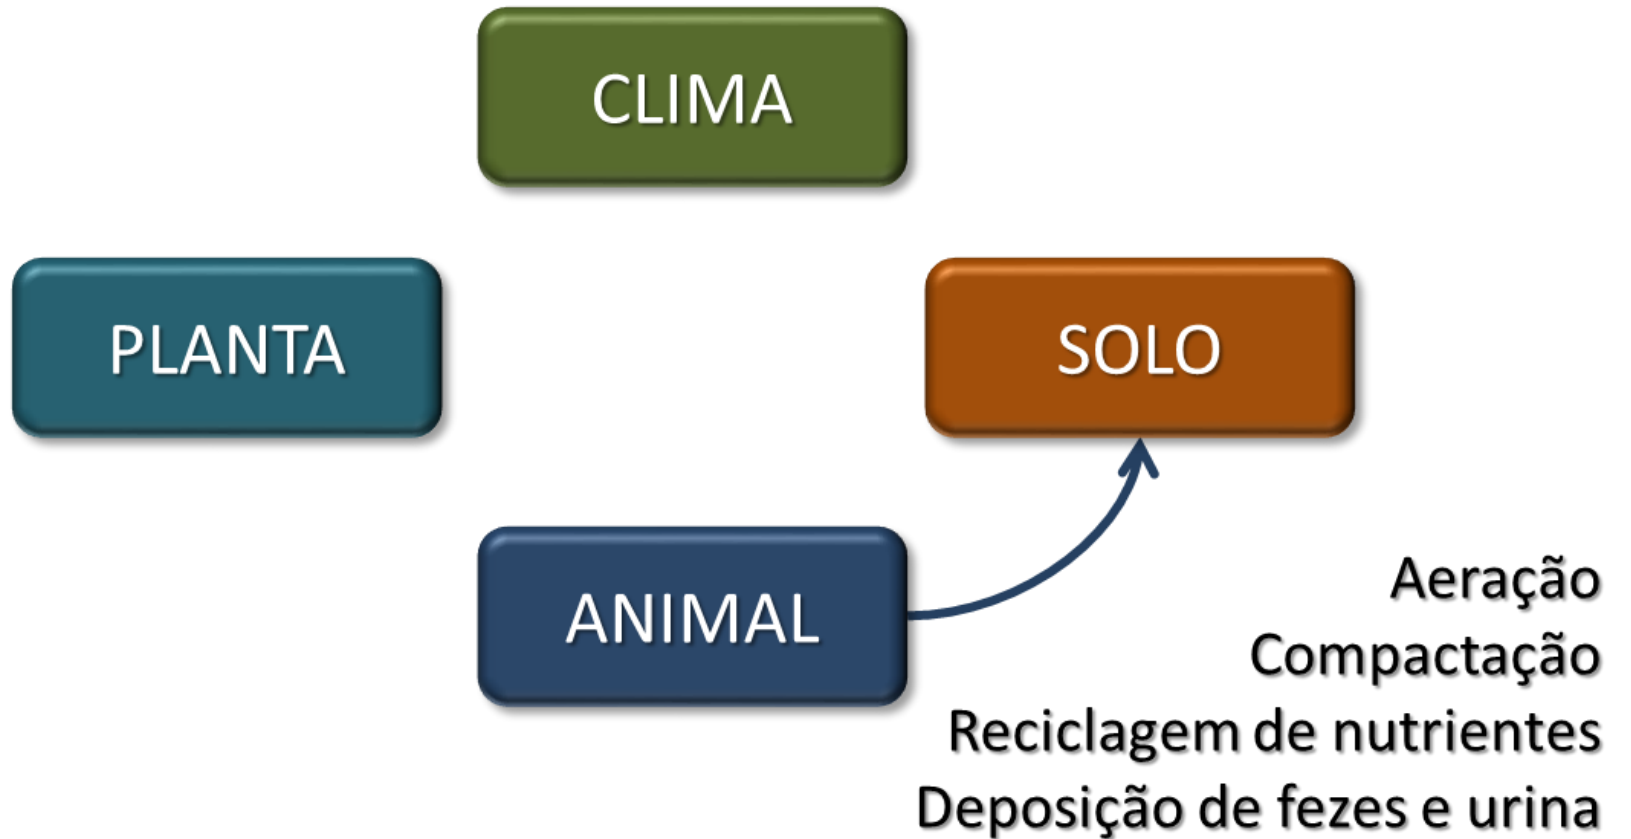 CLIMA
PLANTA
SOLO
ANIMAL
Aeração
Compactação
Reciclagem de nutrientes
Deposição de fezes e urina